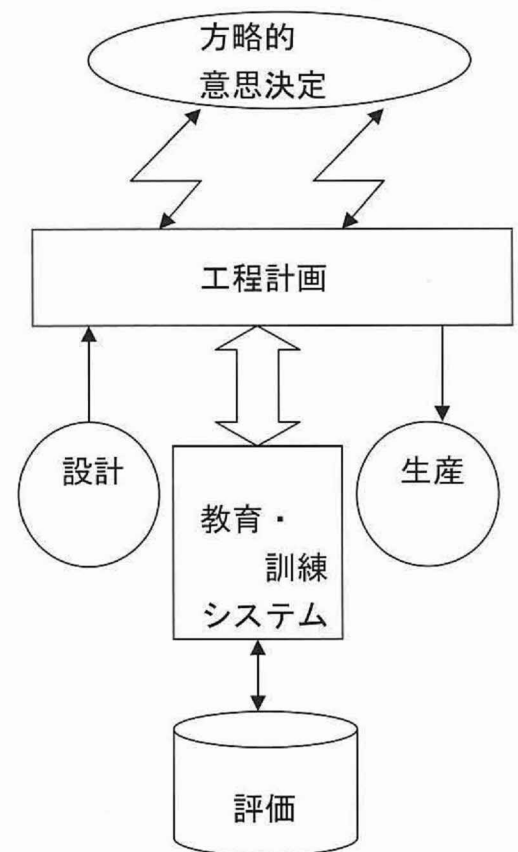 方略的
意思決定
工程計画
設計
生産
教育・
訓練
システム
評価